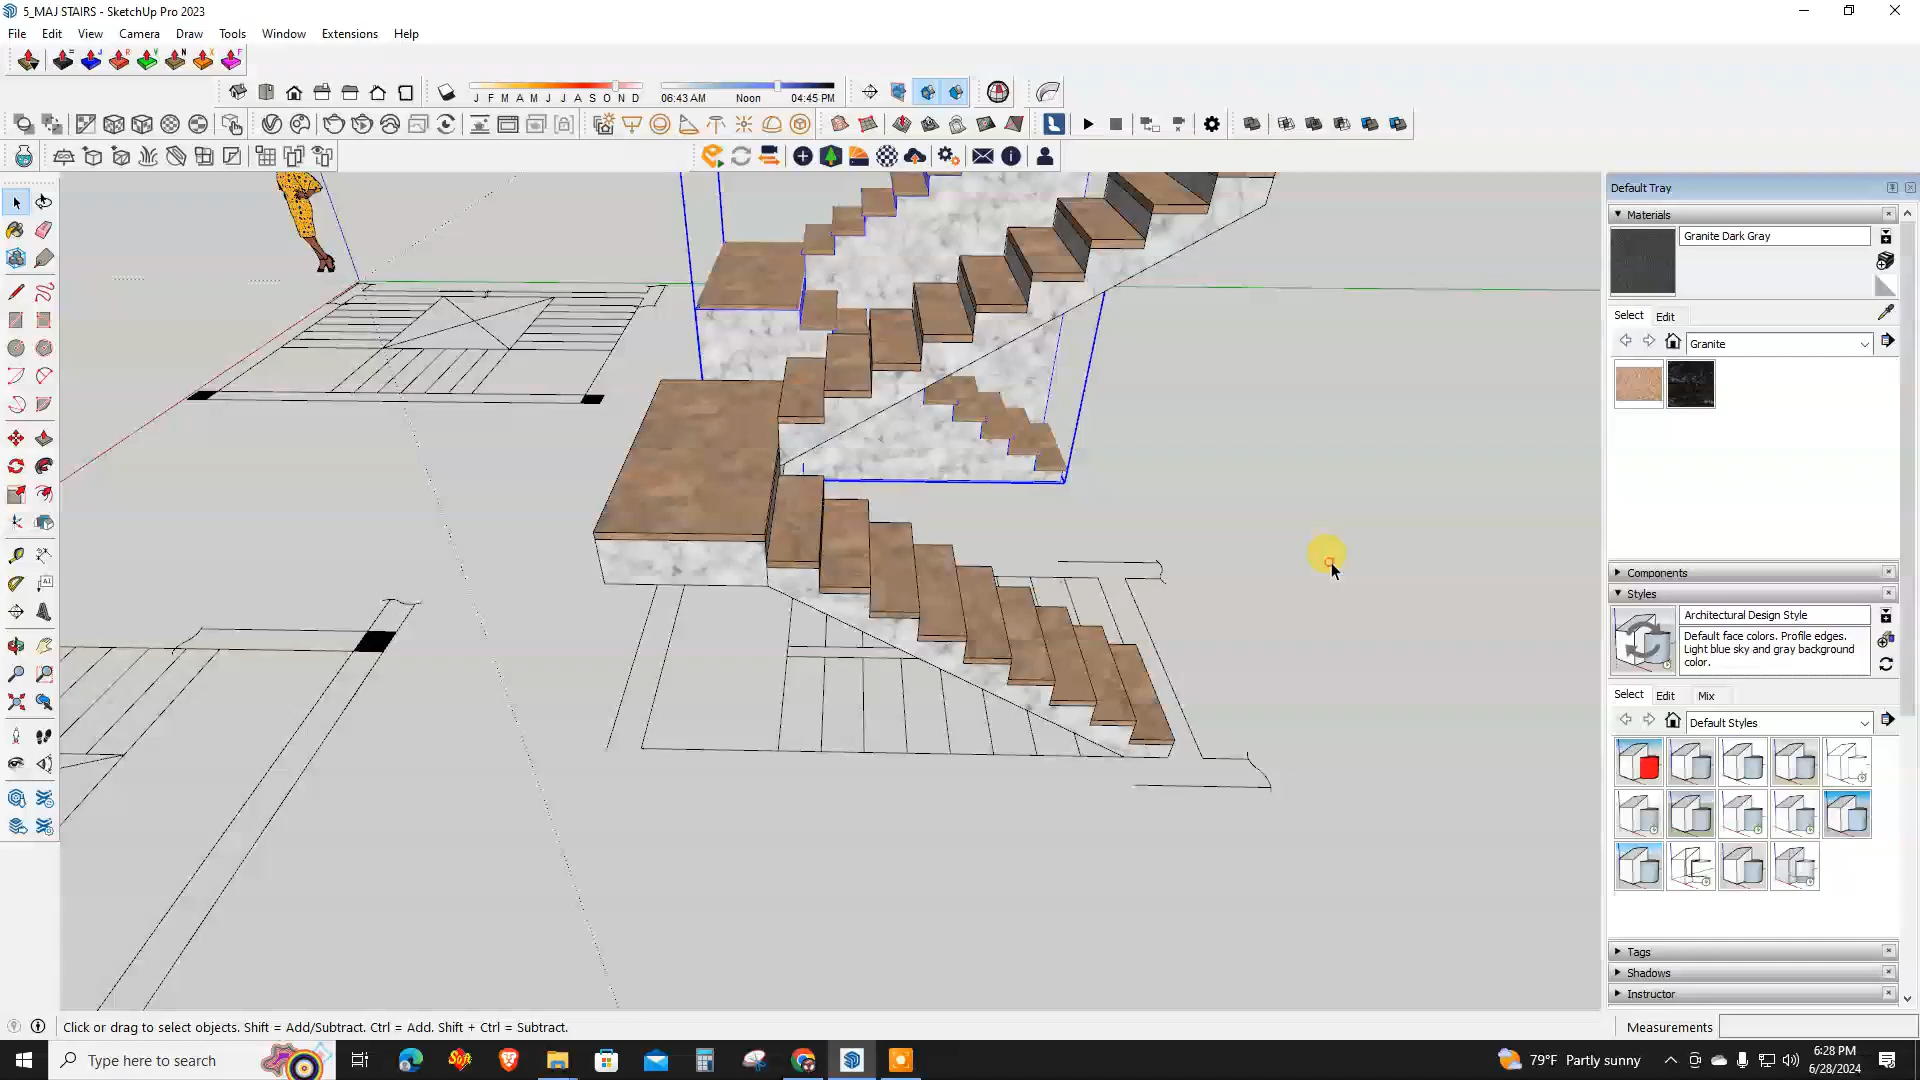 5_MAJ STAIRS - SketchUp Pro 2023
File Edit View Camera Draw Tools Window Extensions Help
J F M A M J J A S O N D
06:43 AM Noon 04:45 PM
Default Tray
Materials
Granite Dark Gray
Select Edit
Granite
Components
Styles
Architectural Design Style
Default face colors. Profile edges.
Light blue sky and gray background
color.
Select Edit Mix
Default Styles
Tags
Shadows
Instructor
Click or drag to select objects. Shift = Add/Subtract. Ctrl = Add. Shift + Ctrl = Subtract.
Measurements
Type here to search
79°F Partly sunny
6:28 PM
6/28/2024